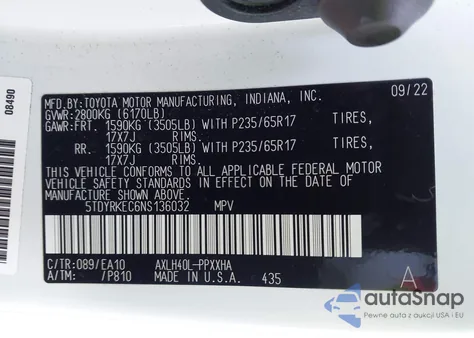 08490
MFD.BY:TOYOTA MOTOR MANUFACTURING, INDIANA, INC. 09/22
GVWR:2800KG (6170LB)
GAWR:FRT. 1590KG (3505LB) WITH P235/65R17 TIRES,
17X7J RIMS.
RR. 1590KG (3505LB) WITH P235/65R17 TIRES,
17X7J RIMS.
THIS VEHICLE CONFORMS TO ALL APPLICABLE FEDERAL MOTOR
VEHICLE SAFETY STANDARDS IN EFFECT ON THE DATE OF
MANUFACTURE SHOWN ABOVE.
5TDYRKEC6NS136032 MPV
C/TR:089/EA10 AXLH40L-PPXXHA A
A/TM: /P810 MADE IN U.S.A. 435
autoSnap
Pewne auta z aukcji w USA i EU